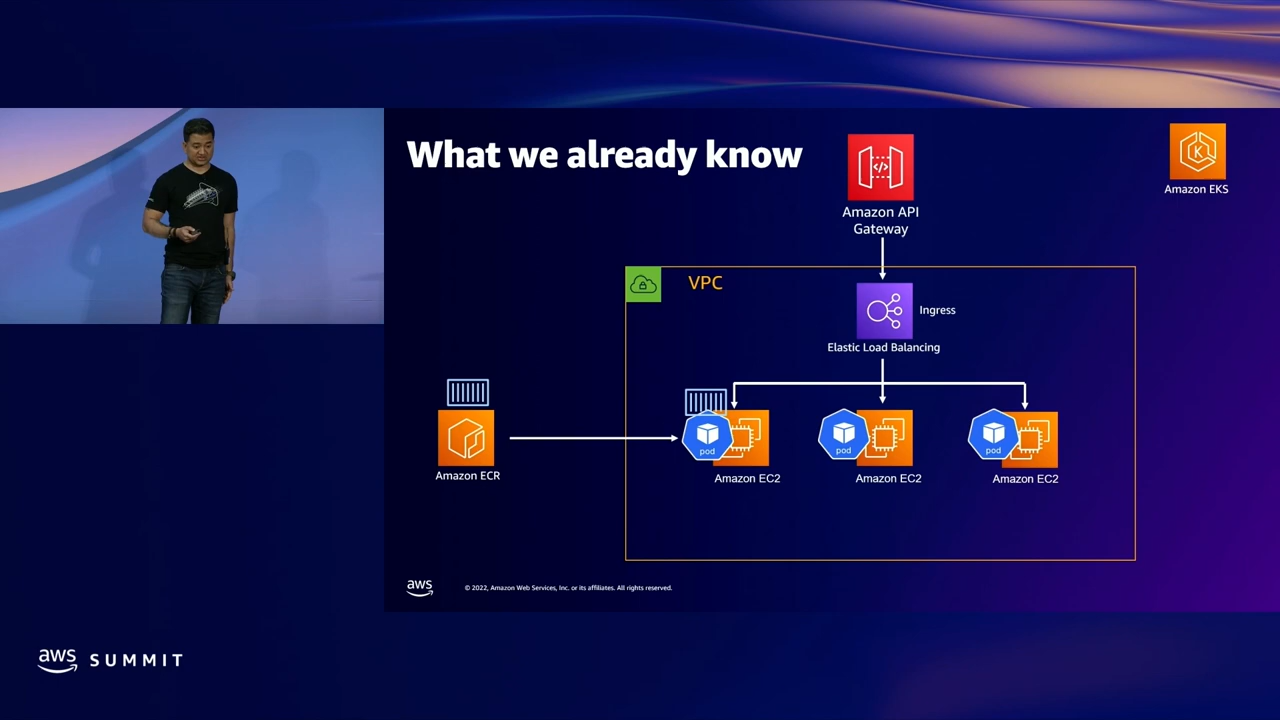 What we already know
Amazon API
Gateway
Amazon EKS
VPC
Ingress
Elastic Load Balancing
Amazon ECR
pod
Amazon EC2
pod
Amazon EC2
pod
Amazon EC2
aws
© 2022, Amazon Web Services, Inc. or its affiliates. All rights reserved.
aws SUMMIT